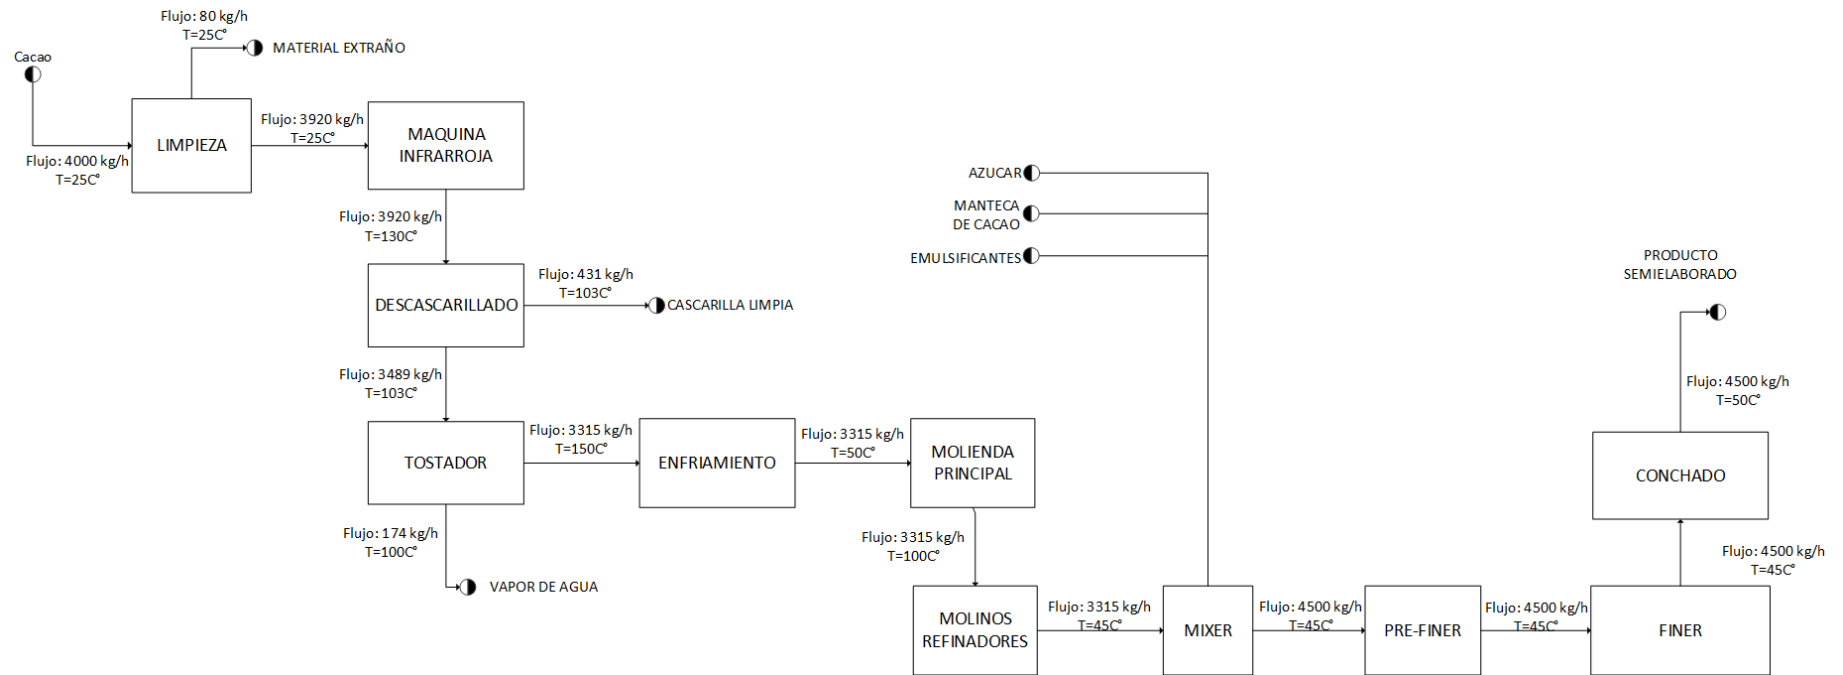 Flujo: 80 kg/h
T=25C°
MATERIAL EXTRAÑO
Cacao
Flujo: 4000 kg/h
T=25C°
LIMPIEZA
Flujo: 3920 kg/h
T=25C°
MAQUINA
INFRARROJA
Flujo: 3920 kg/h
T=130C°
DESCASCARILLADO
Flujo: 431 kg/h
T=103C°
CASCARILLA LIMPIA
Flujo: 3489 kg/h
T=103C°
TOSTADOR
Flujo: 174 kg/h
T=100C°
VAPOR DE AGUA
Flujo: 3315 kg/h
T=150C°
ENFRIAMIENTO
Flujo: 3315 kg/h
T=50C°
MOLIENDA
PRINCIPAL
Flujo: 3315 kg/h
T=100C°
MOLINOS
REFINADORES
Flujo: 3315 kg/h
T=45C°
AZUCAR
MANTECA
DE CACAO
EMULSIFICANTES
MIXER
Flujo: 4500 kg/h
T=45C°
PRE-FINER
Flujo: 4500 kg/h
T=45C°
FINER
Flujo: 4500 kg/h
T=45C°
CONCHADO
Flujo: 4500 kg/h
T=50C°
PRODUCTO
SEMIELABORADO